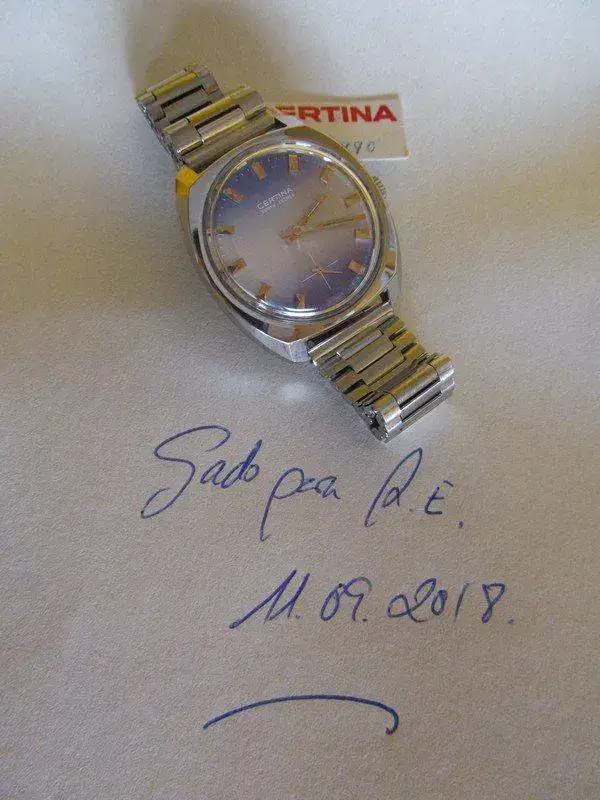 CERTINA
CERTINA
Sado para R.E.
11.09.2018.